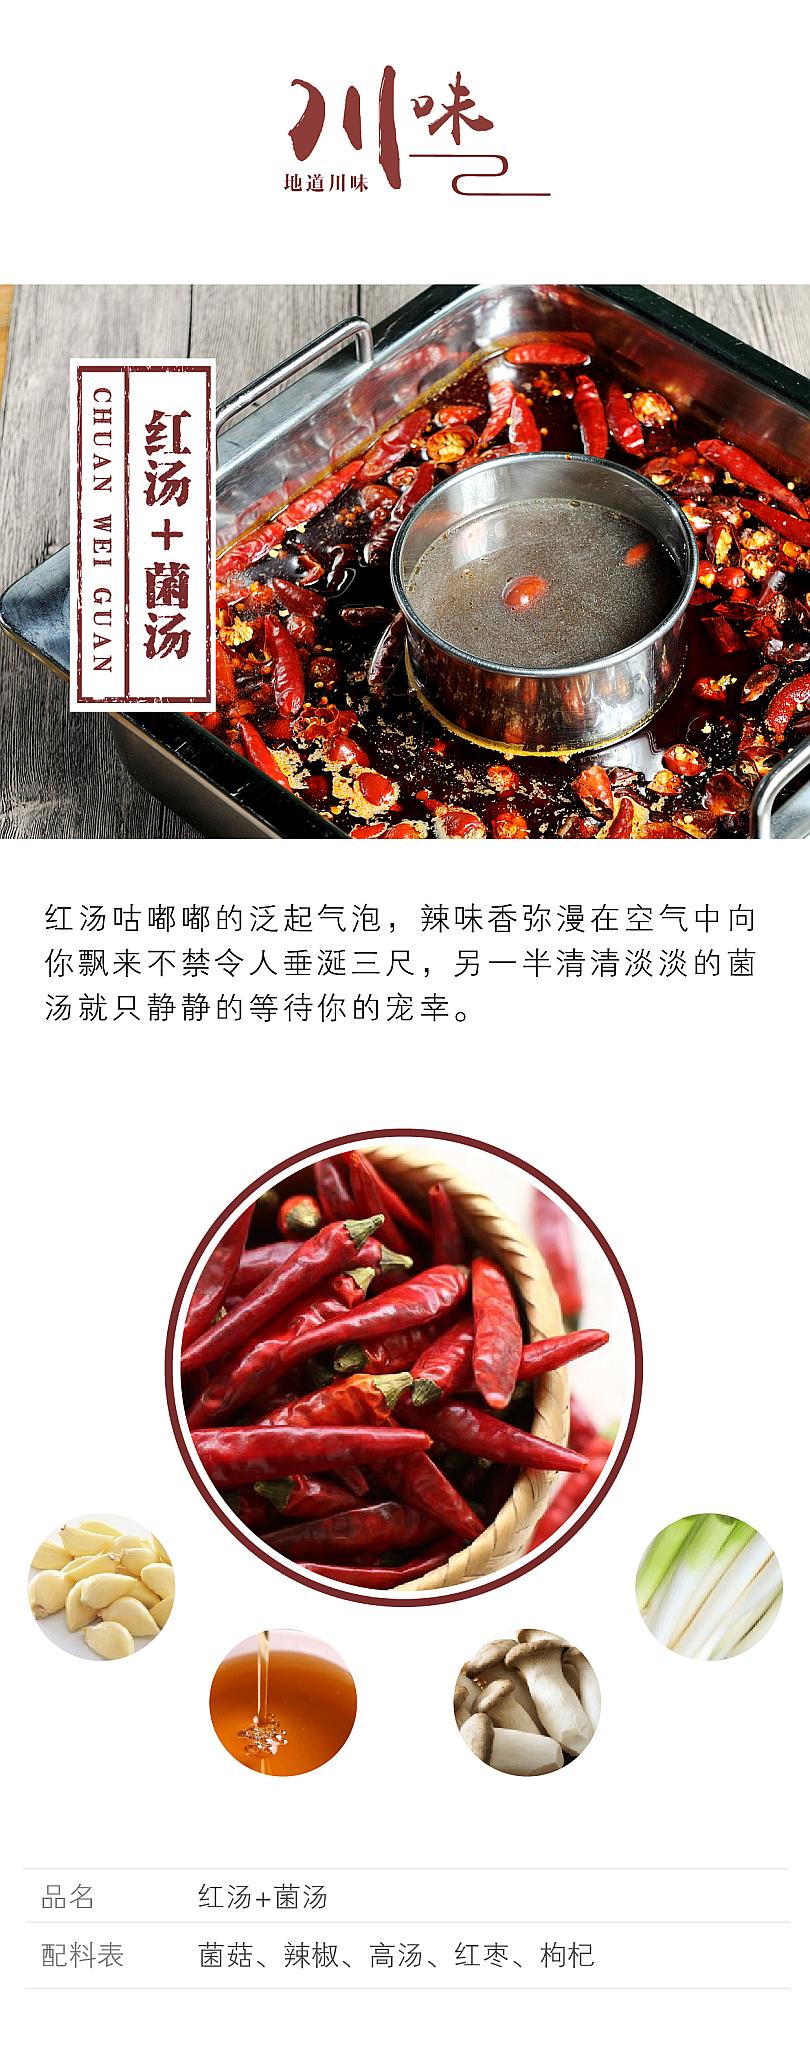 川味
地道川味
红汤+菌汤
CHUAN WEI GUAN
红汤咕嘟嘟的泛起气泡，辣味香弥漫在空气中向
你飘来不禁令人垂涎三尺，另一半清清淡淡的菌
汤就只静静的等待你的宠幸。
品名 红汤+菌汤
配料表 菌菇、辣椒、高汤、红枣、枸杞